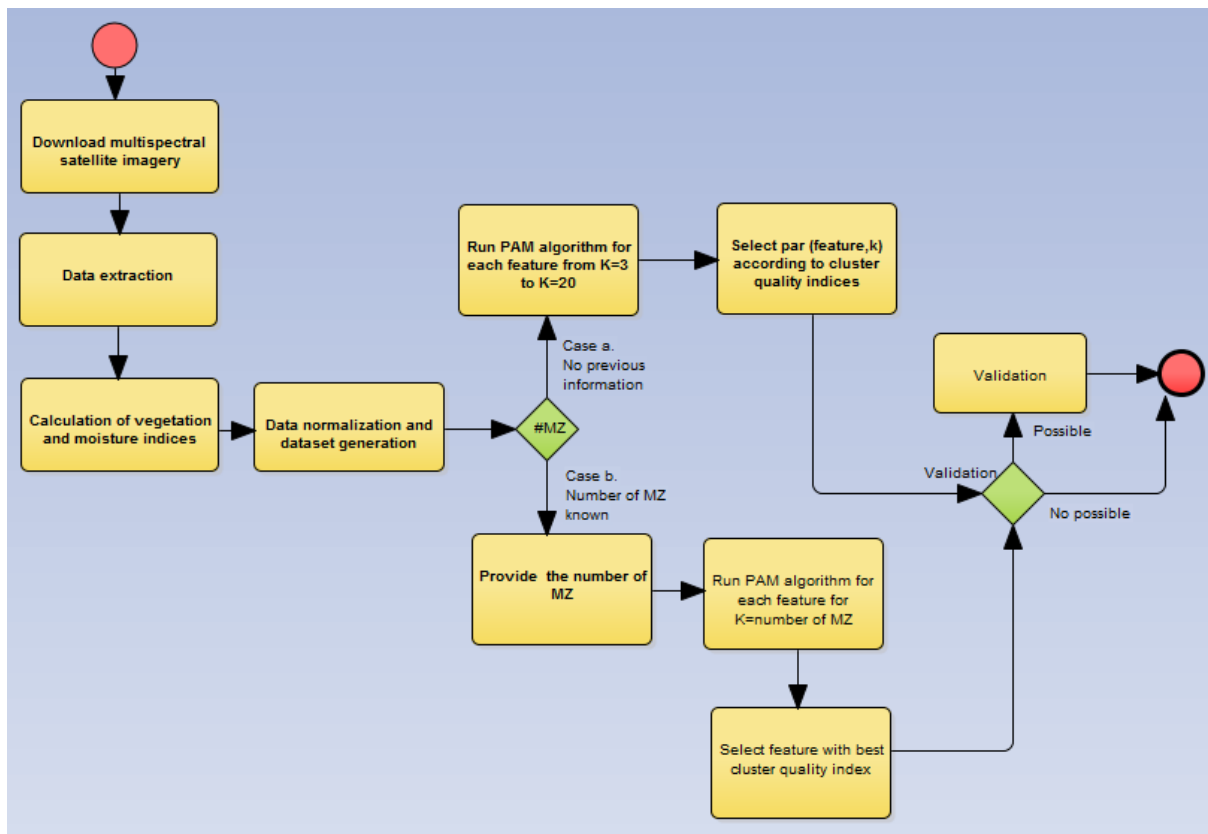 Download multispectral
satellite imagery
Data extraction
Calculation of vegetation
and moisture indices
Data normalization and
dataset generation
#MZ
Case a.
No previous
information
Run PAM algorithm for
each feature from K=3
to K=20
Select par (feature,k)
according to cluster
quality indices
Case b.
Number of MZ
known
Provide the number of
MZ
Run PAM algorithm for
each feature for
K=number of MZ
Select feature with best
cluster quality index
Validation
Possible
No possible
Validation